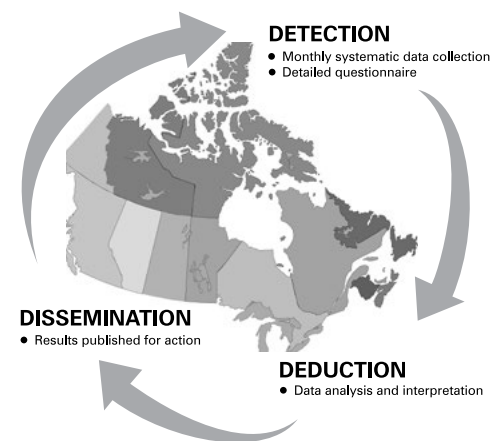 DETECTION
● Monthly systematic data collection
● Detailed questionnaire
DEDUCTION
● Data analysis and interpretation
DISSEMINATION
● Results published for action